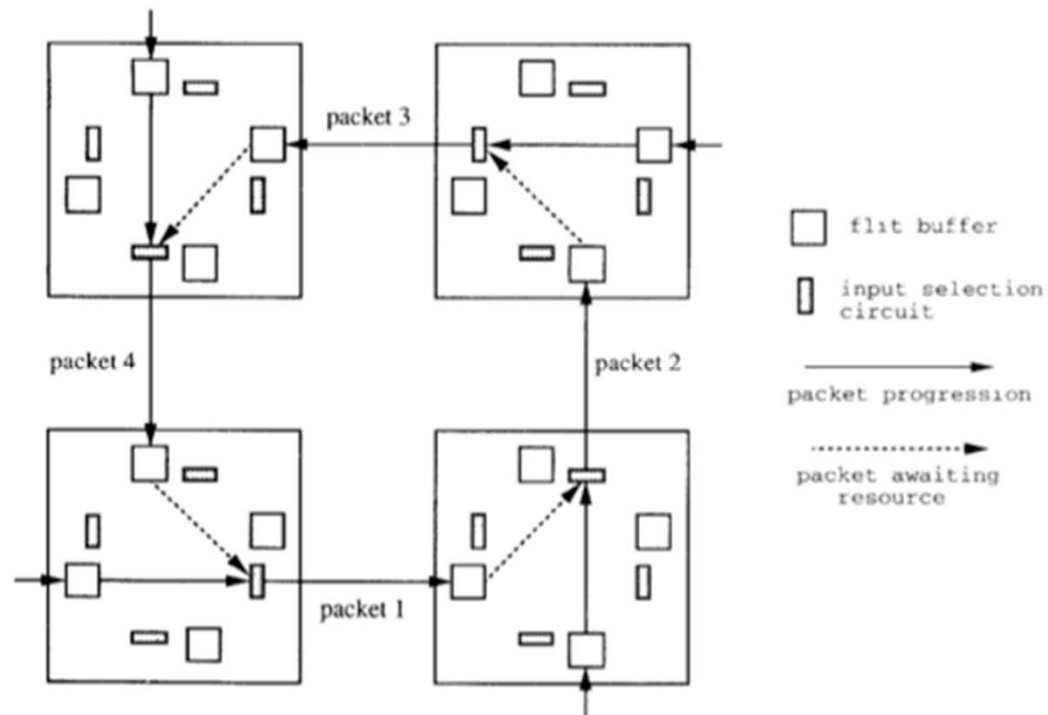 packet 3
flit buffer
input selection
circuit
packet 4
packet 2
packet progression
packet awaiting
resource
packet 1